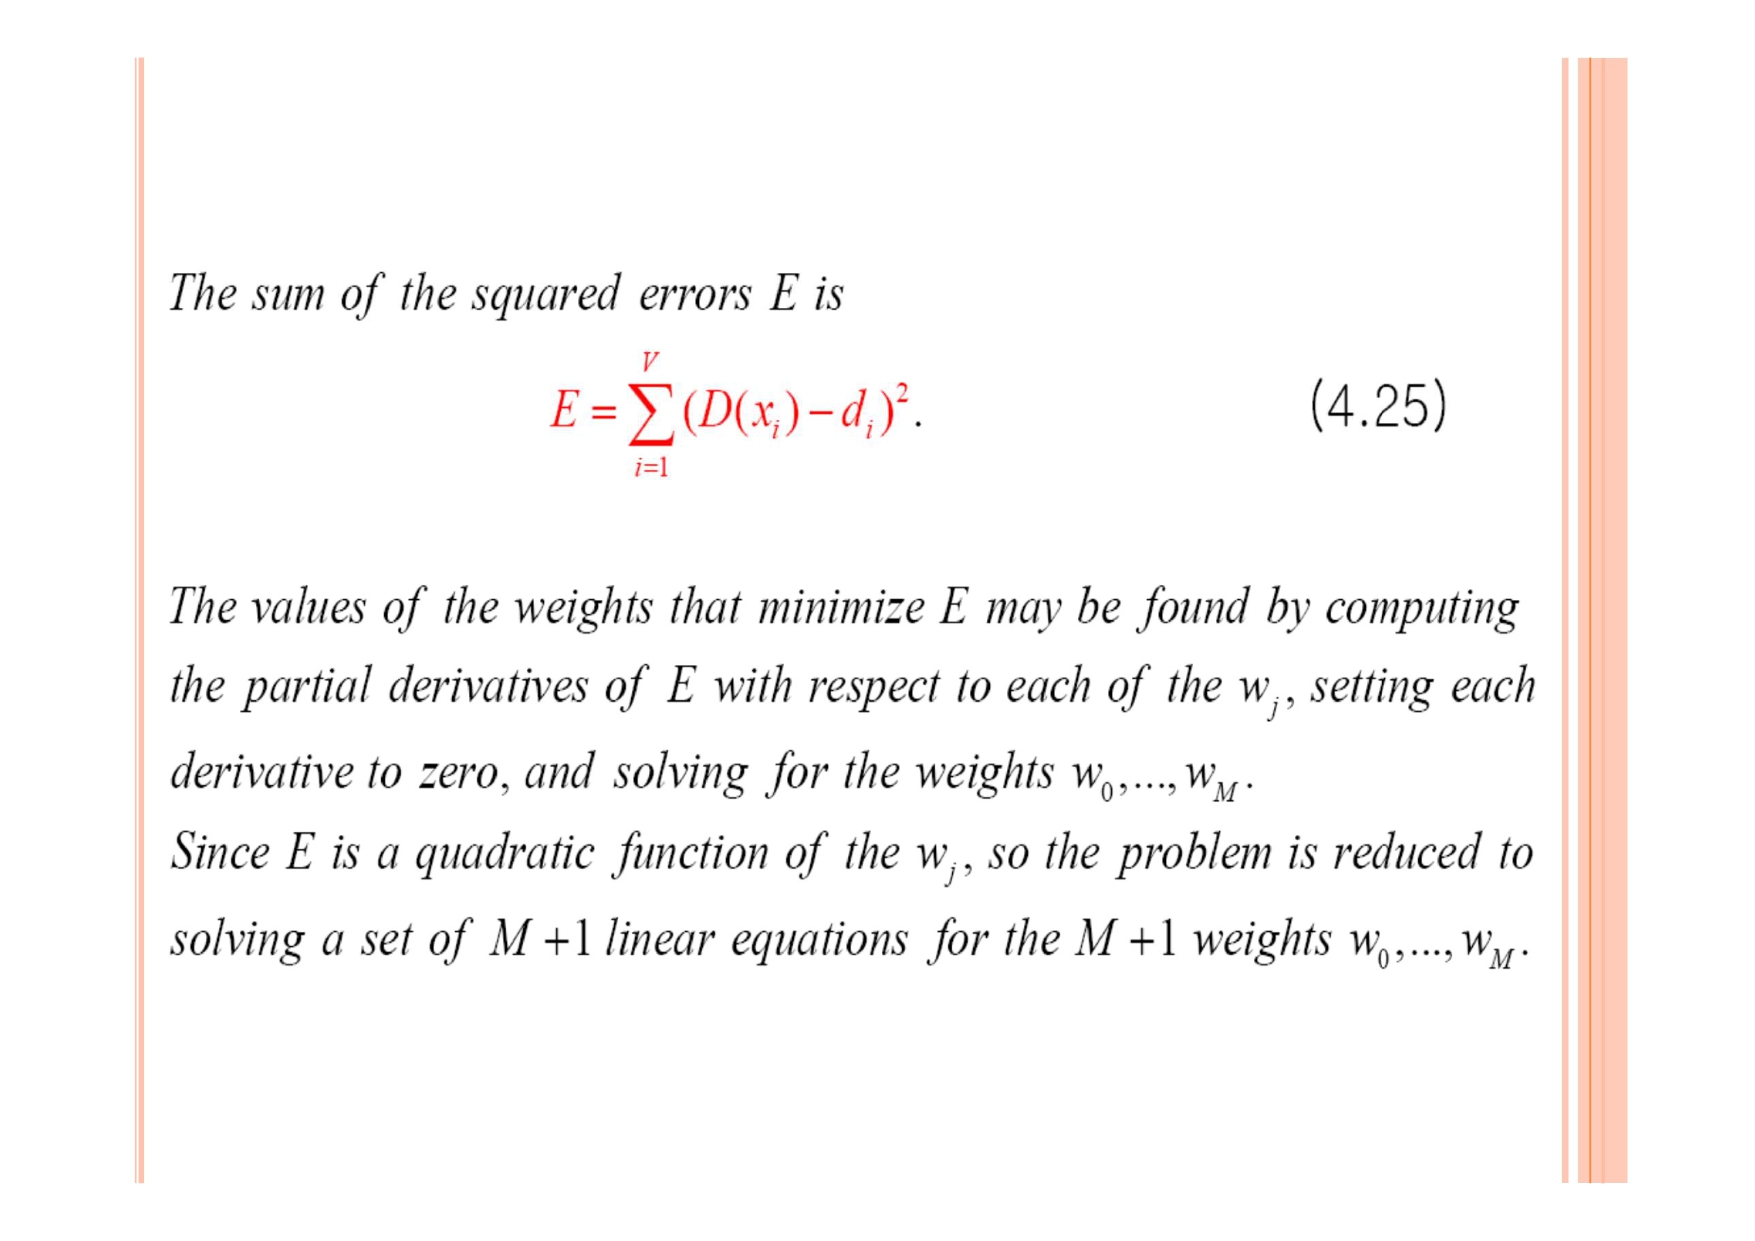 The sum of the squared errors E is
E = \sum_{i=1}^{V} (D(x_i) − d_i)^2. (4.25)
The values of the weights that minimize E may be found by computing
the partial derivatives of E with respect to each of the w_j, setting each
derivative to zero, and solving for the weights w_0,..., w_M.
Since E is a quadratic function of the w_j, so the problem is reduced to
solving a set of M +1 linear equations for the M +1 weights w_0,..., w_M.